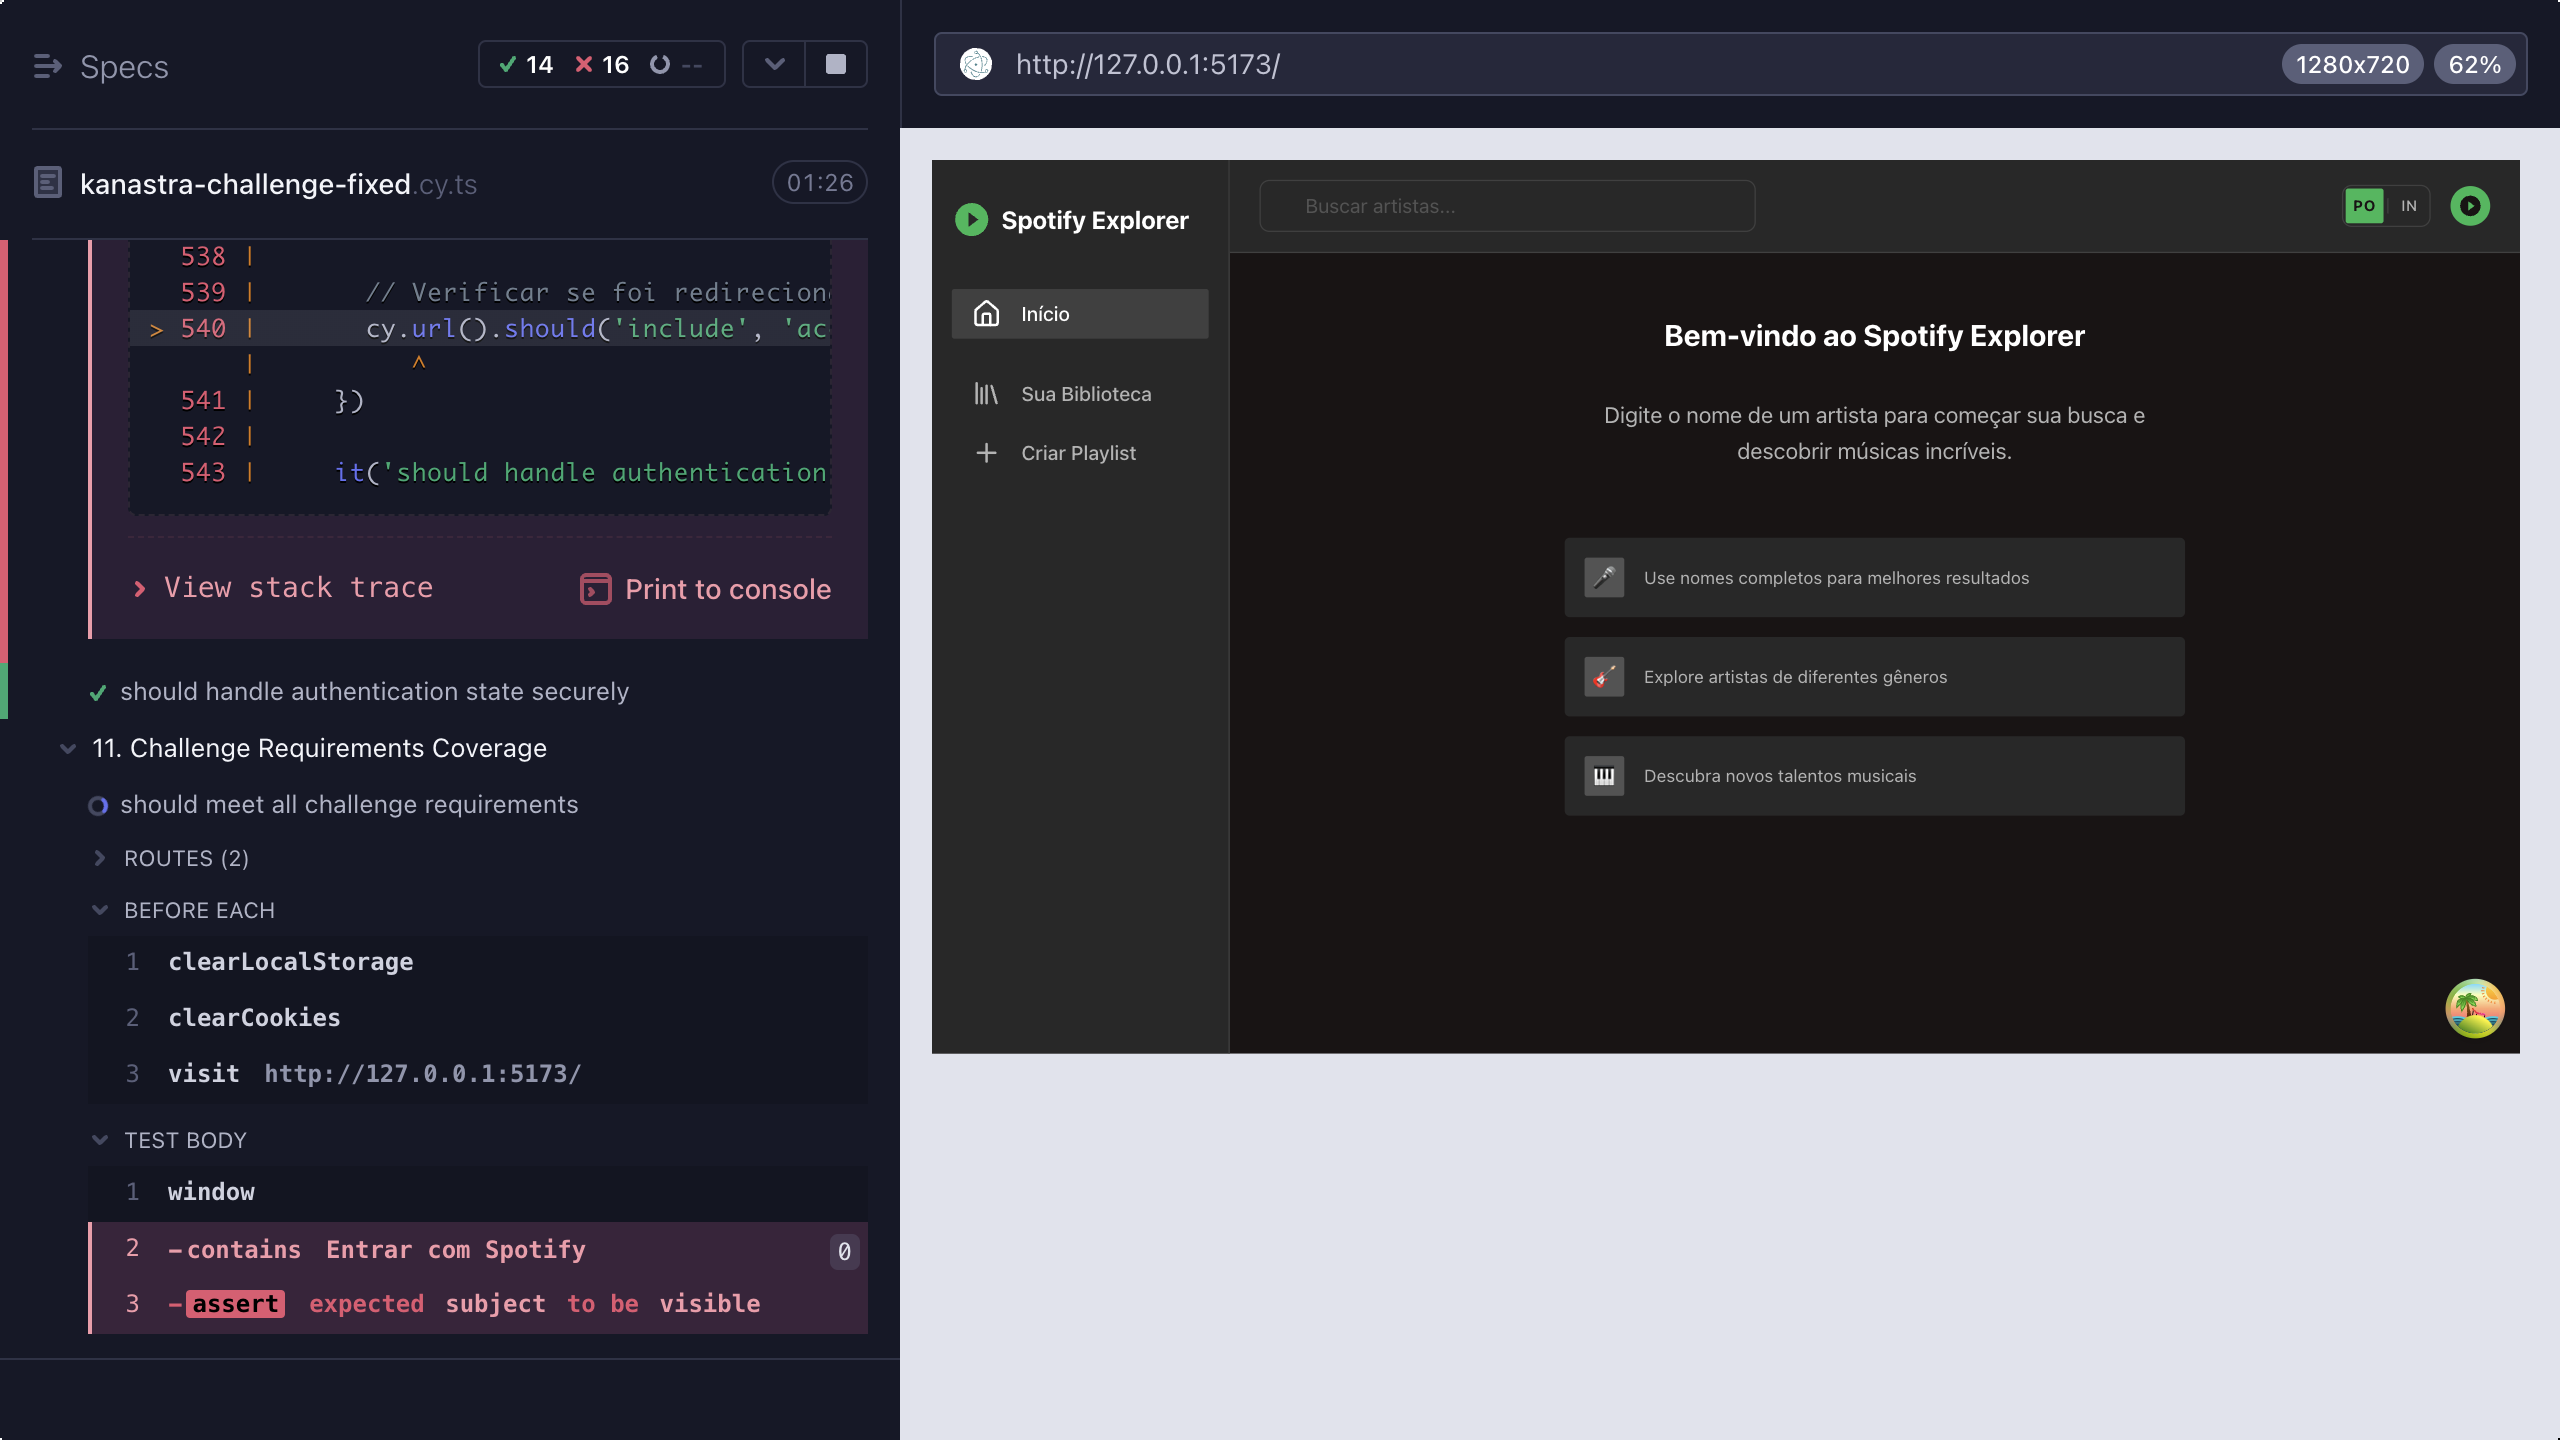 Specs
14 16 --
kanastra-challenge-fixed.cy.ts
01:26
538 |
539 | // Verificar se foi redirecion
> 540 | cy.url().should('include', 'ac
| ^
541 | })
542 |
543 | it('should handle authentication
View stack trace
Print to console
should handle authentication state securely
11. Challenge Requirements Coverage
should meet all challenge requirements
ROUTES (2)
BEFORE EACH
1 clearLocalStorage
2 clearCookies
3 visit http://127.0.0.1:5173/
TEST BODY
1 window
2 -contains Entrar com Spotify 0
3 -assert expected subject to be visible
http://127.0.0.1:5173/
1280x720
62%
Spotify Explorer
Início
Sua Biblioteca
Criar Playlist
Buscar artistas...
PO IN
Bem-vindo ao Spotify Explorer
Digite o nome de um artista para começar sua busca e
descobrir músicas incríveis.
Use nomes completos para melhores resultados
Explore artistas de diferentes gêneros
Descubra novos talentos musicais